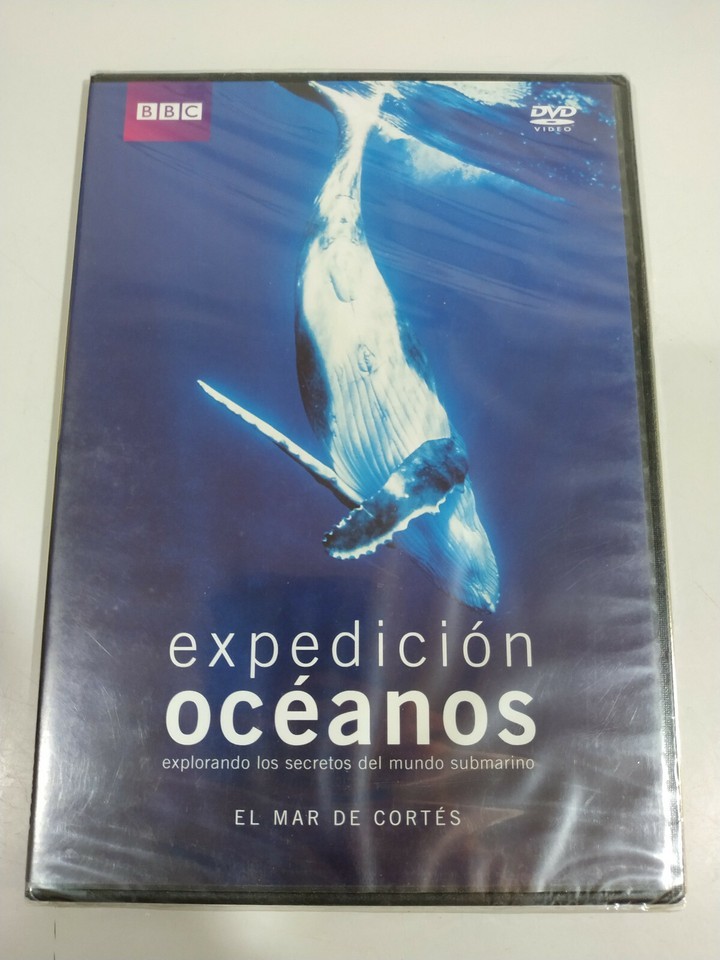 BBC
DVD
VIDEO
expedición
océanos
explorando los secretos del mundo submarino
EL MAR DE CORTÉS